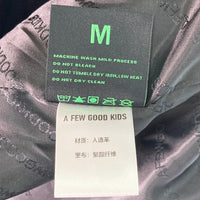 M
MACHINE WASH MILD PROCESS
DO NOT BLEACH
DO NOT TUMBLE DRY IRON, LOW HEAT
DO NOT DRY CLEAN
A FEW GOOD KIDS
材质：人造革
里布：聚酯纤维